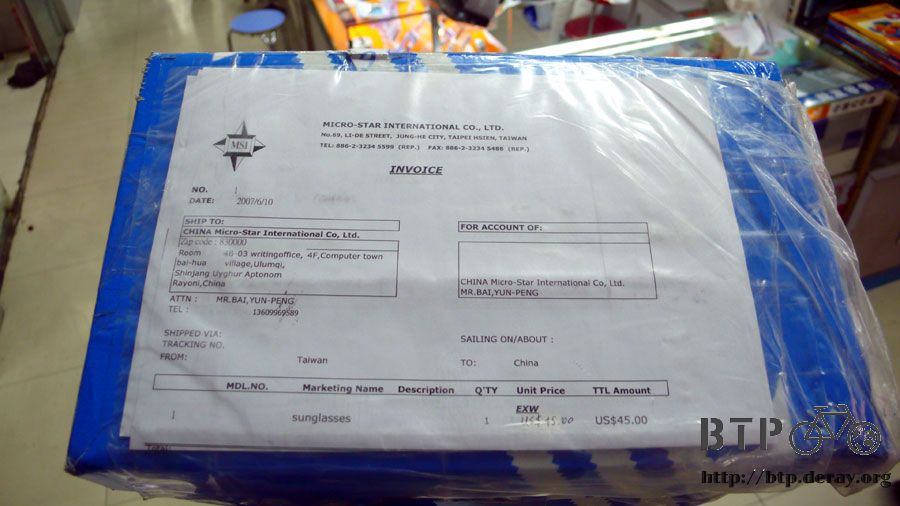 MICRO-STAR INTERNATIONAL CO., LTD.
No.69, LI-DE STREET, JUNG-HE CITY, TAIPEI HSIEN, TAIWAN
TEL: 886-2-3234 5599 (REP.) FAX: 886-2-3234 5488 (REP.)
MSI
INVOICE
NO. 1
DATE: 2007/6/10
SHIP TO:
CHINA Micro-Star International Co, Ltd.
Zip code : 830000
Room 4B-03 writingoffice, 4F,Computer town
bai-hua village,Ulumqi,
Shinjang Uyghur Aptonom
Rayoni,China
FOR ACCOUNT OF:
CHINA Micro-Star International Co, Ltd.
MR.BAI,YUN-PENG
ATTN : MR.BAI,YUN-PENG
TEL : 13609969589
SHIPPED VIA:
TRACKING NO.
SAILING ON/ABOUT :
FROM: Taiwan
TO: China
MDL.NO. Marketing Name Description Q'TY Unit Price TTL Amount
EXW
1 sunglasses 1 US$45.00 US$45.00
BTP
http://btp.deray.org